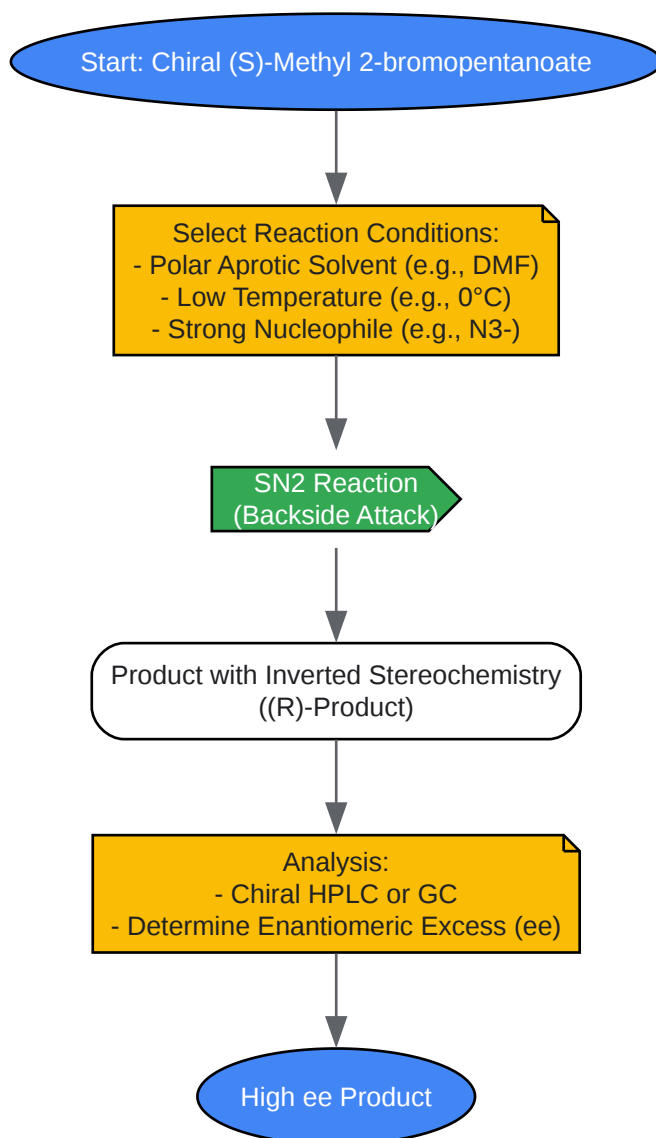 Start: Chiral (S)-Methyl 2-bromopentanoate
Select Reaction Conditions:
- Polar Aprotic Solvent (e.g., DMF)
- Low Temperature (e.g., 0°C)
- Strong Nucleophile (e.g., N3-)
SN2 Reaction
(Backside Attack)
Product with Inverted Stereochemistry
((R)-Product)
Analysis:
- Chiral HPLC or GC
- Determine Enantiomeric Excess (ee)
High ee Product